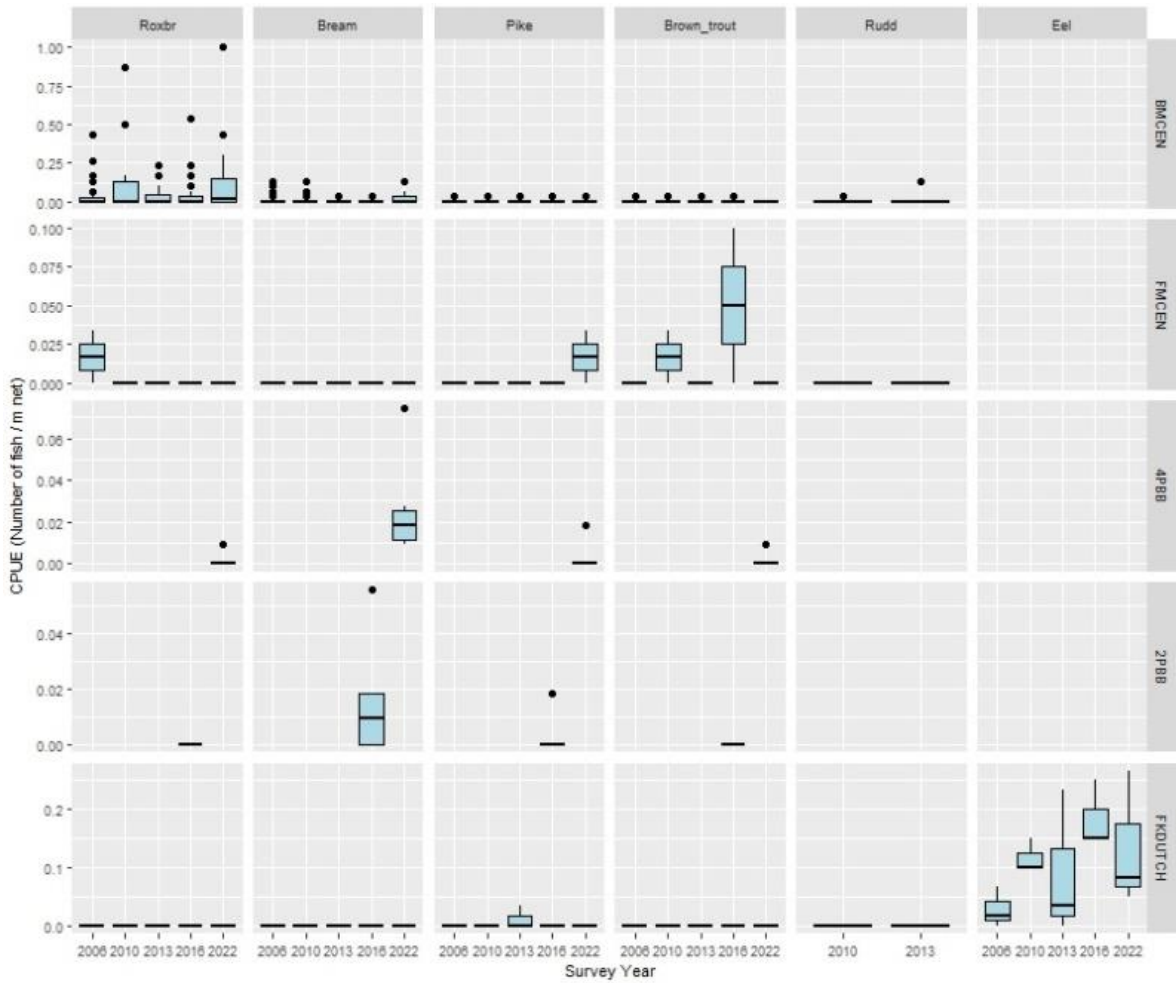 Roxbr Bream Pike Brown_trout Rudd Eel
1.00
0.75
0.50
0.25
0.00
BMCEN
0.100
0.075
0.050
0.025
0.000
FMCEN
CPUE (Number of fish / m net)
0.06
0.04
0.02
0.00
4PBB
0.04
0.02
0.00
2PBB
0.2
0.1
0.0
FKDUTCH
2006 2010 2013 2016 2022 2006 2010 2013 2016 2022 2006 2010 2013 2016 2022 2006 2010 2013 2016 2022 2010 2013 2006 2010 2013 2016 2022
Survey Year